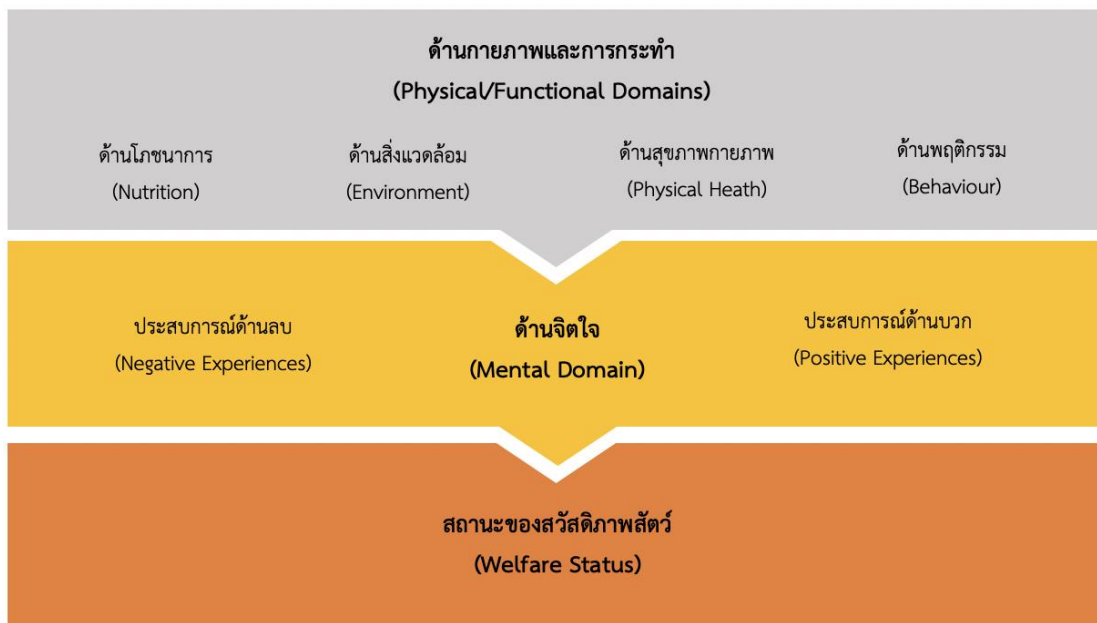 ด้านกายภาพและการกระทำ
(Physical/Functional Domains)
ด้านโภชนาการ
(Nutrition)
ด้านสิ่งแวดล้อม
(Environment)
ด้านสุขภาพกายภาพ
(Physical Heath)
ด้านพฤติกรรม
(Behaviour)
ประสบการณ์ด้านลบ
(Negative Experiences)
ด้านจิตใจ
(Mental Domain)
ประสบการณ์ด้านบวก
(Positive Experiences)
สถานะของสวัสดิภาพสัตว์
(Welfare Status)